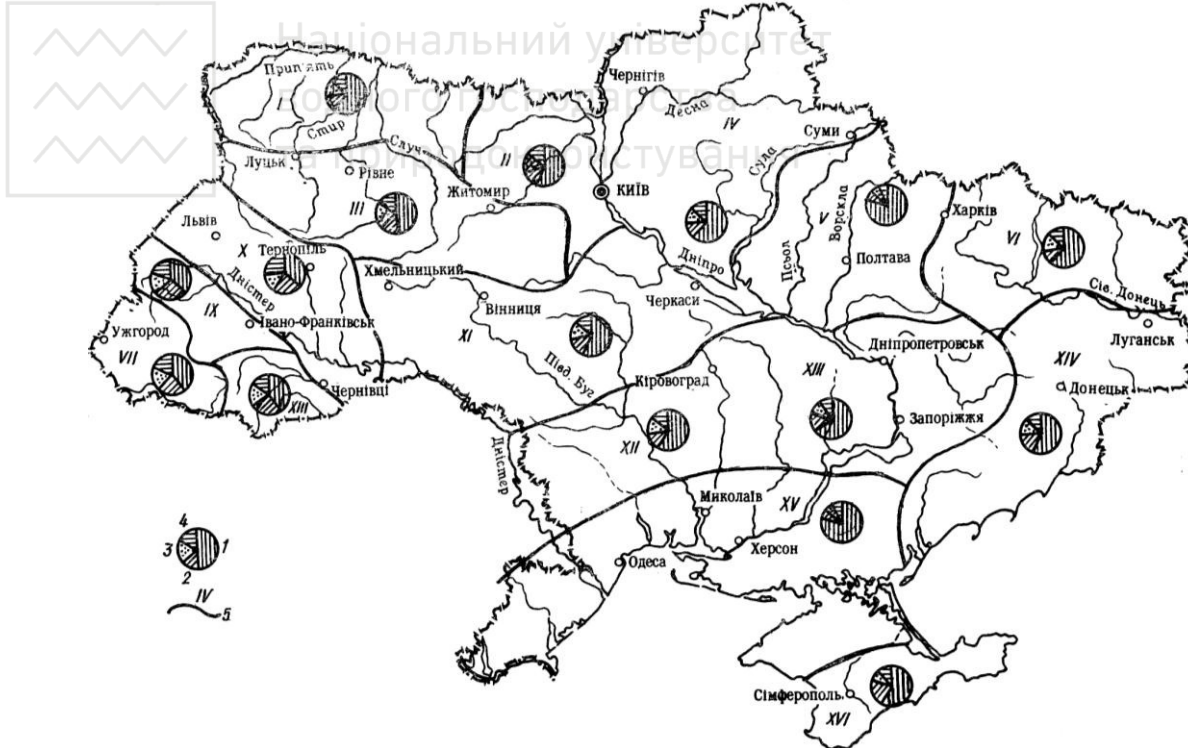 Національний університет
водного господарства
та природокористування
Прип'ять
I
Стир
Случ
Луцьк
Рівне
II
Чернігів
Десна
IV
Суми
Сула
КИЇВ
Житомир
III
Львів
X
Тернопіль
Хмельницький
Дністер
IX
Івано-Франківськ
Ужгород
VII
XIII
Чернівці
Вінниця
XI
Півд. Буг
Дніпро
Черкаси
Псьол
V
Ворскла
Полтава
Харків
VI
Сів. Донець
Луганськ
Дніпропетровськ
XIV
Донецьк
Кіровоград
XIII
Запоріжжя
XII
Дністер
Миколаїв
XV
Херсон
Одеса
Сімферополь
XVI
4
3
1
2
IV
5